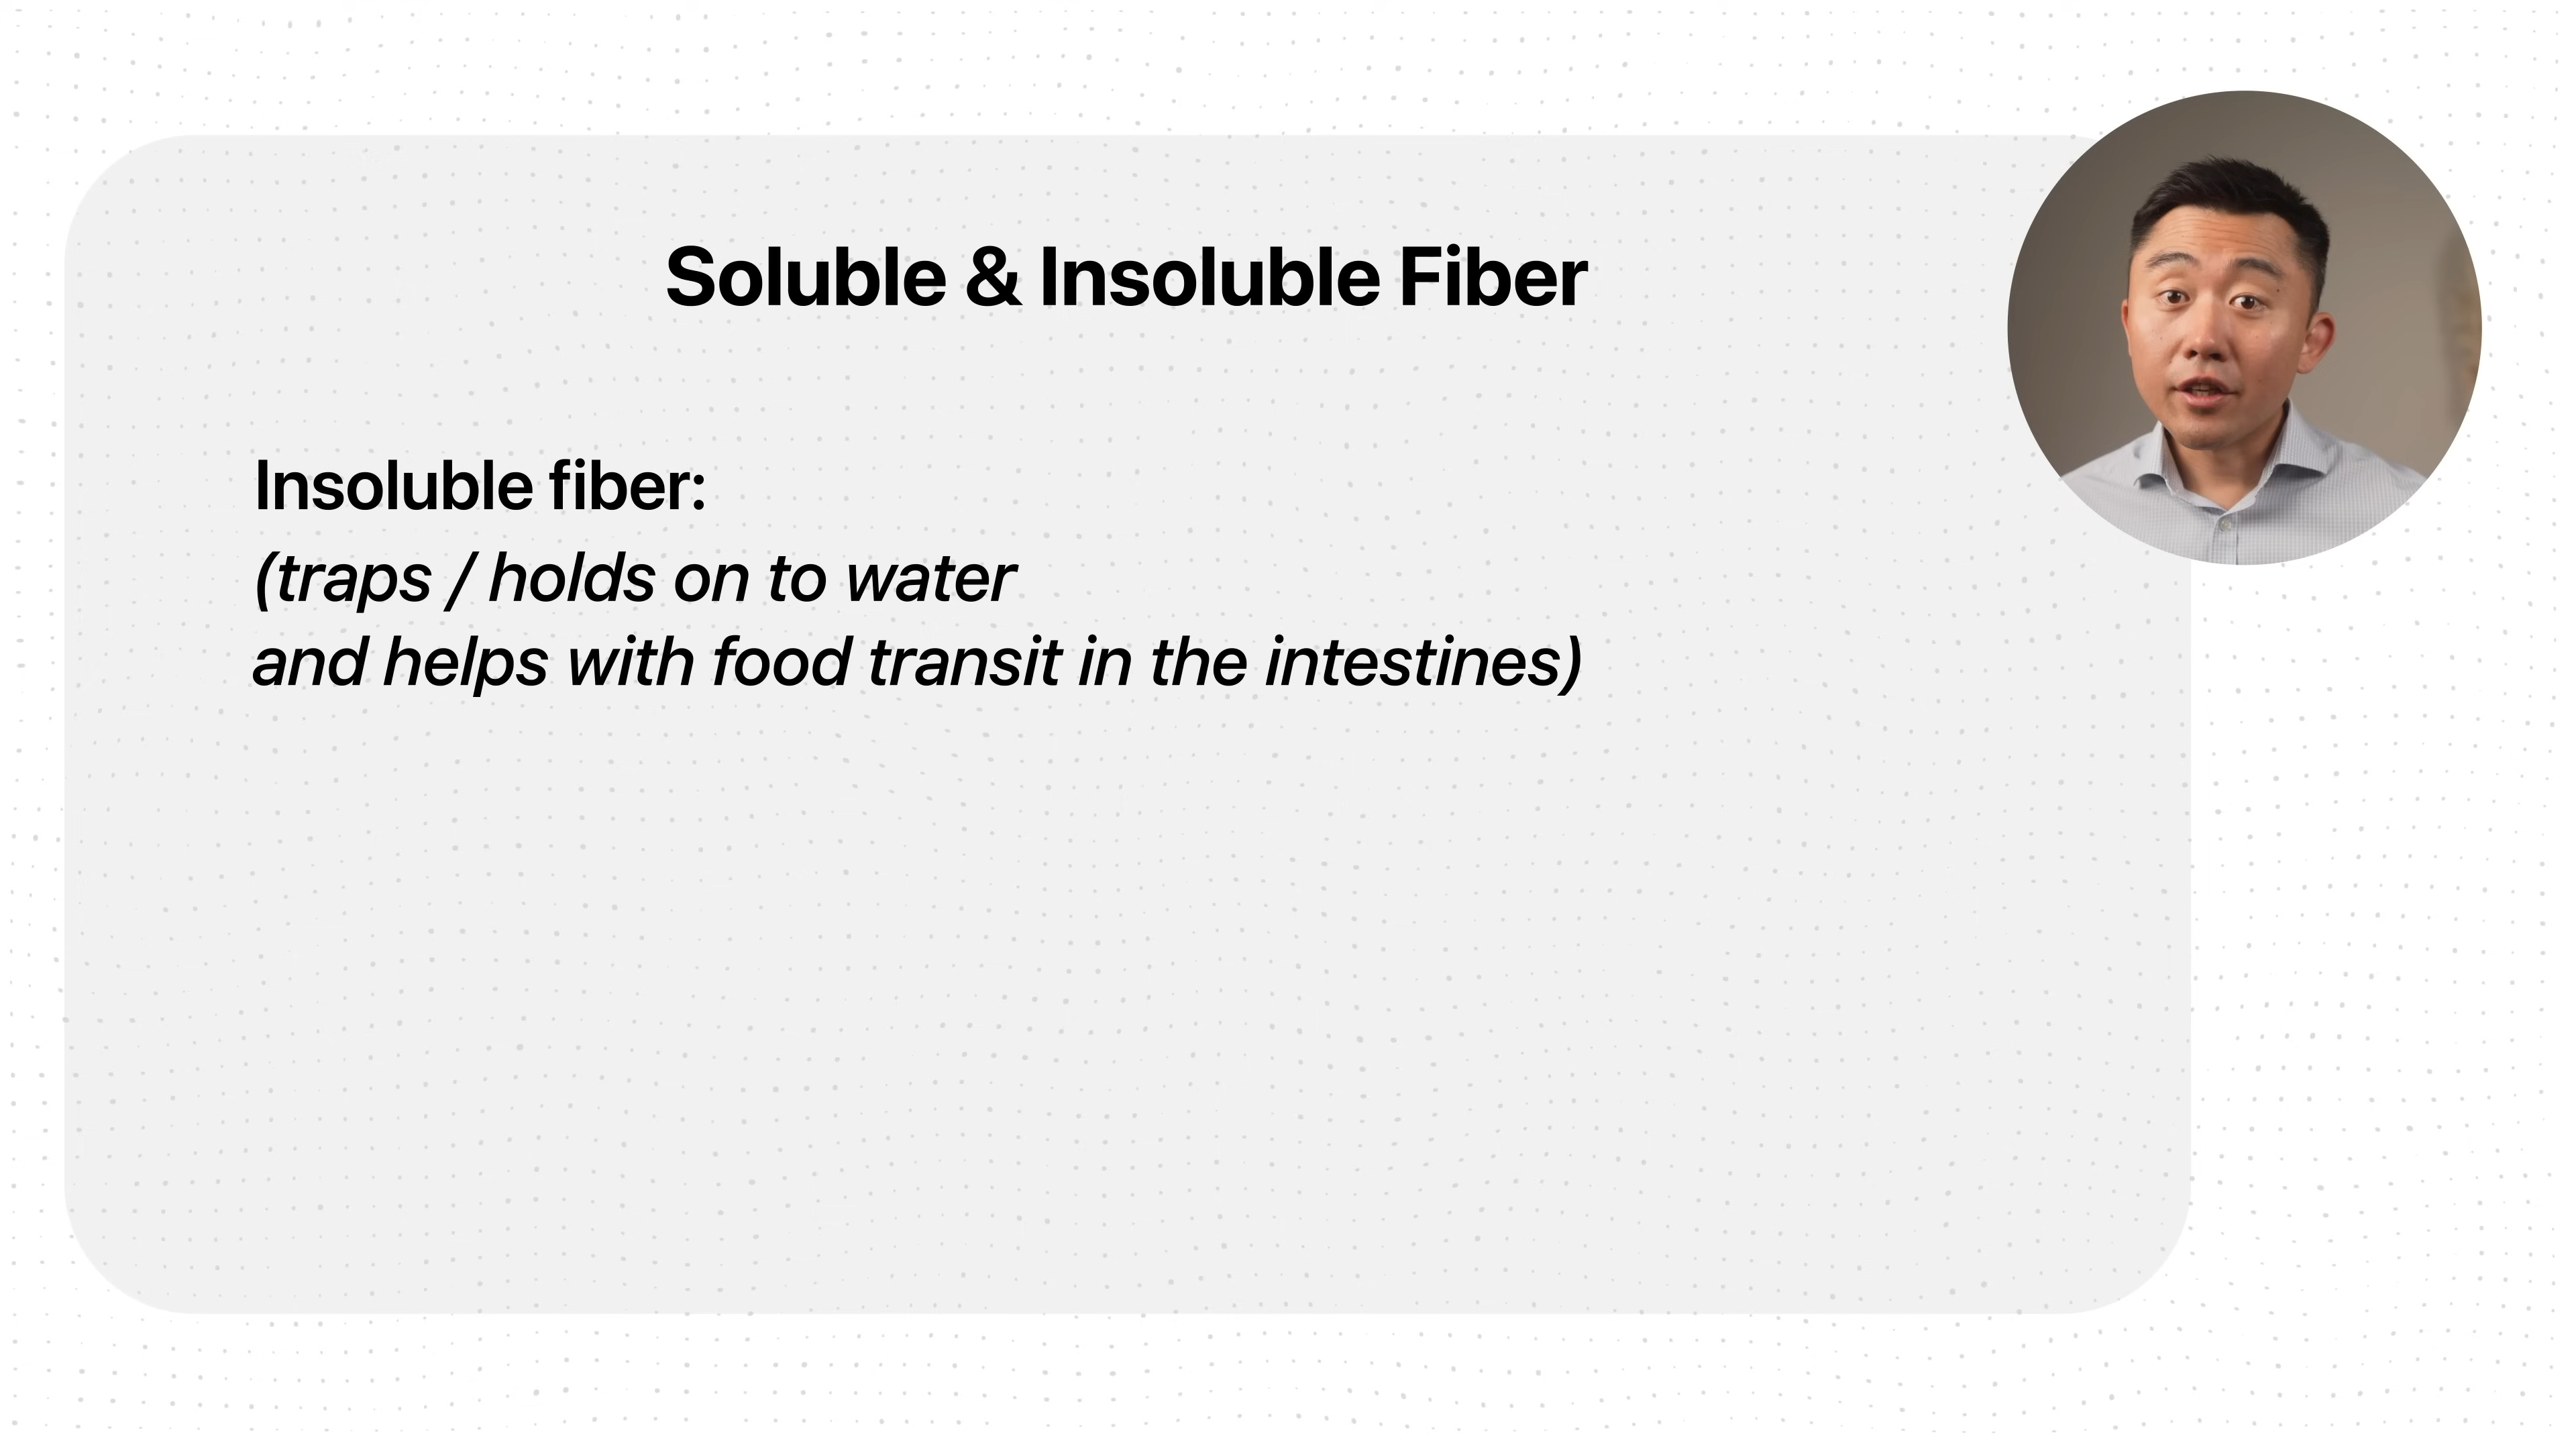 Soluble & Insoluble Fiber
Insoluble fiber:
(traps / holds on to water
and helps with food transit in the intestines)